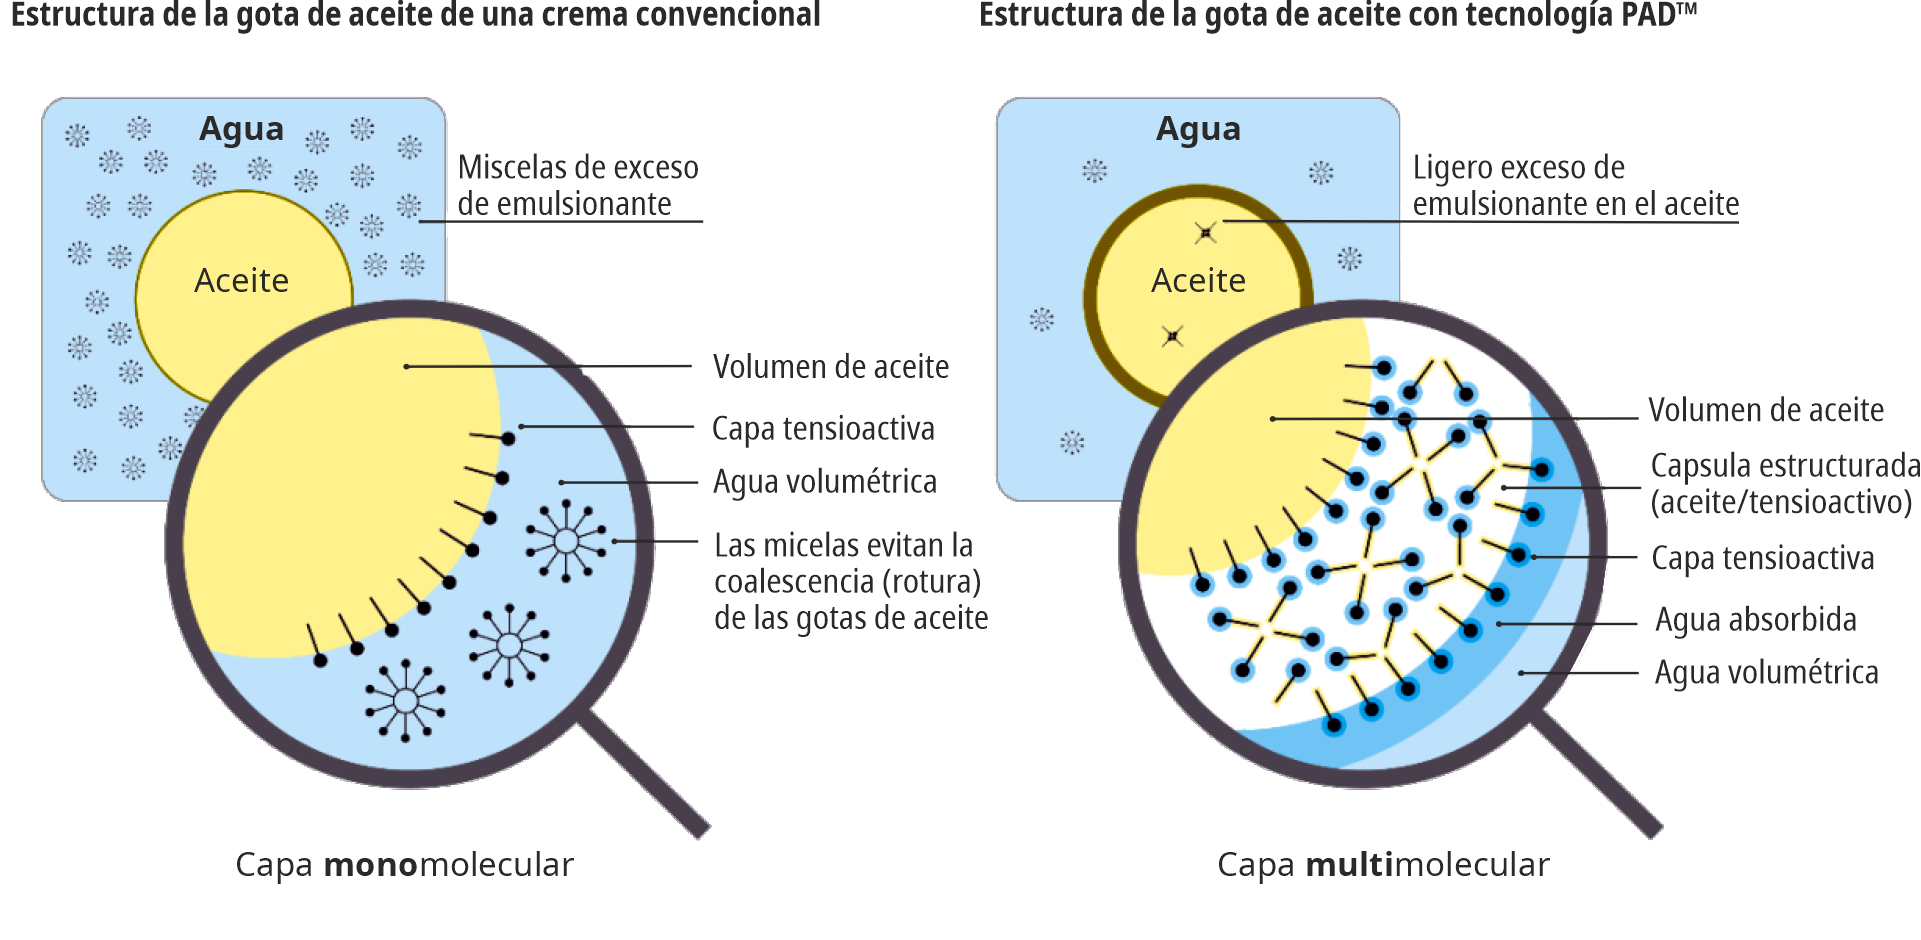 Estructura de la gota de aceite de una crema convencional
Agua
Miscelas de exceso
de emulsionante
Aceite
Volumen de aceite
Capa tensioactiva
Agua volumétrica
Las micelas evitan la
coalescencia (rotura)
de las gotas de aceite
Capa monomolecular
Estructura de la gota de aceite con tecnología PAD™
Agua
Ligero exceso de
emulsionante en el aceite
Aceite
Volumen de aceite
Capsula estructurada
(aceite/tensioactivo)
Capa tensioactiva
Agua absorbida
Agua volumétrica
Capa multimolecular